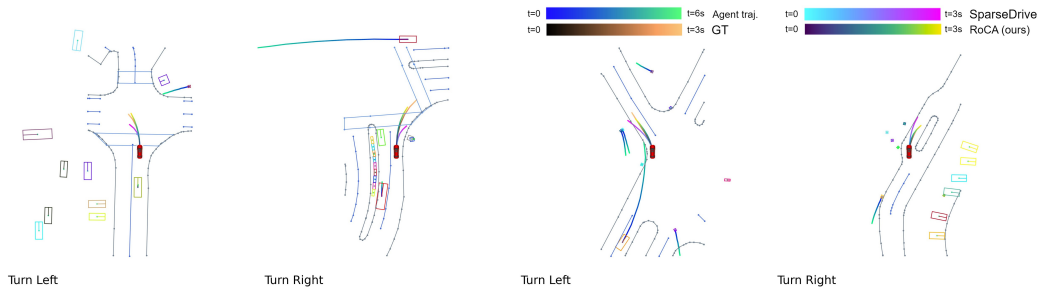 t=0 t=6s Agent traj.
t=0 t=3s GT
t=0 t=3s SparseDrive
t=0 t=3s RoCA (ours)
Turn Left
Turn Right
Turn Left
Turn Right